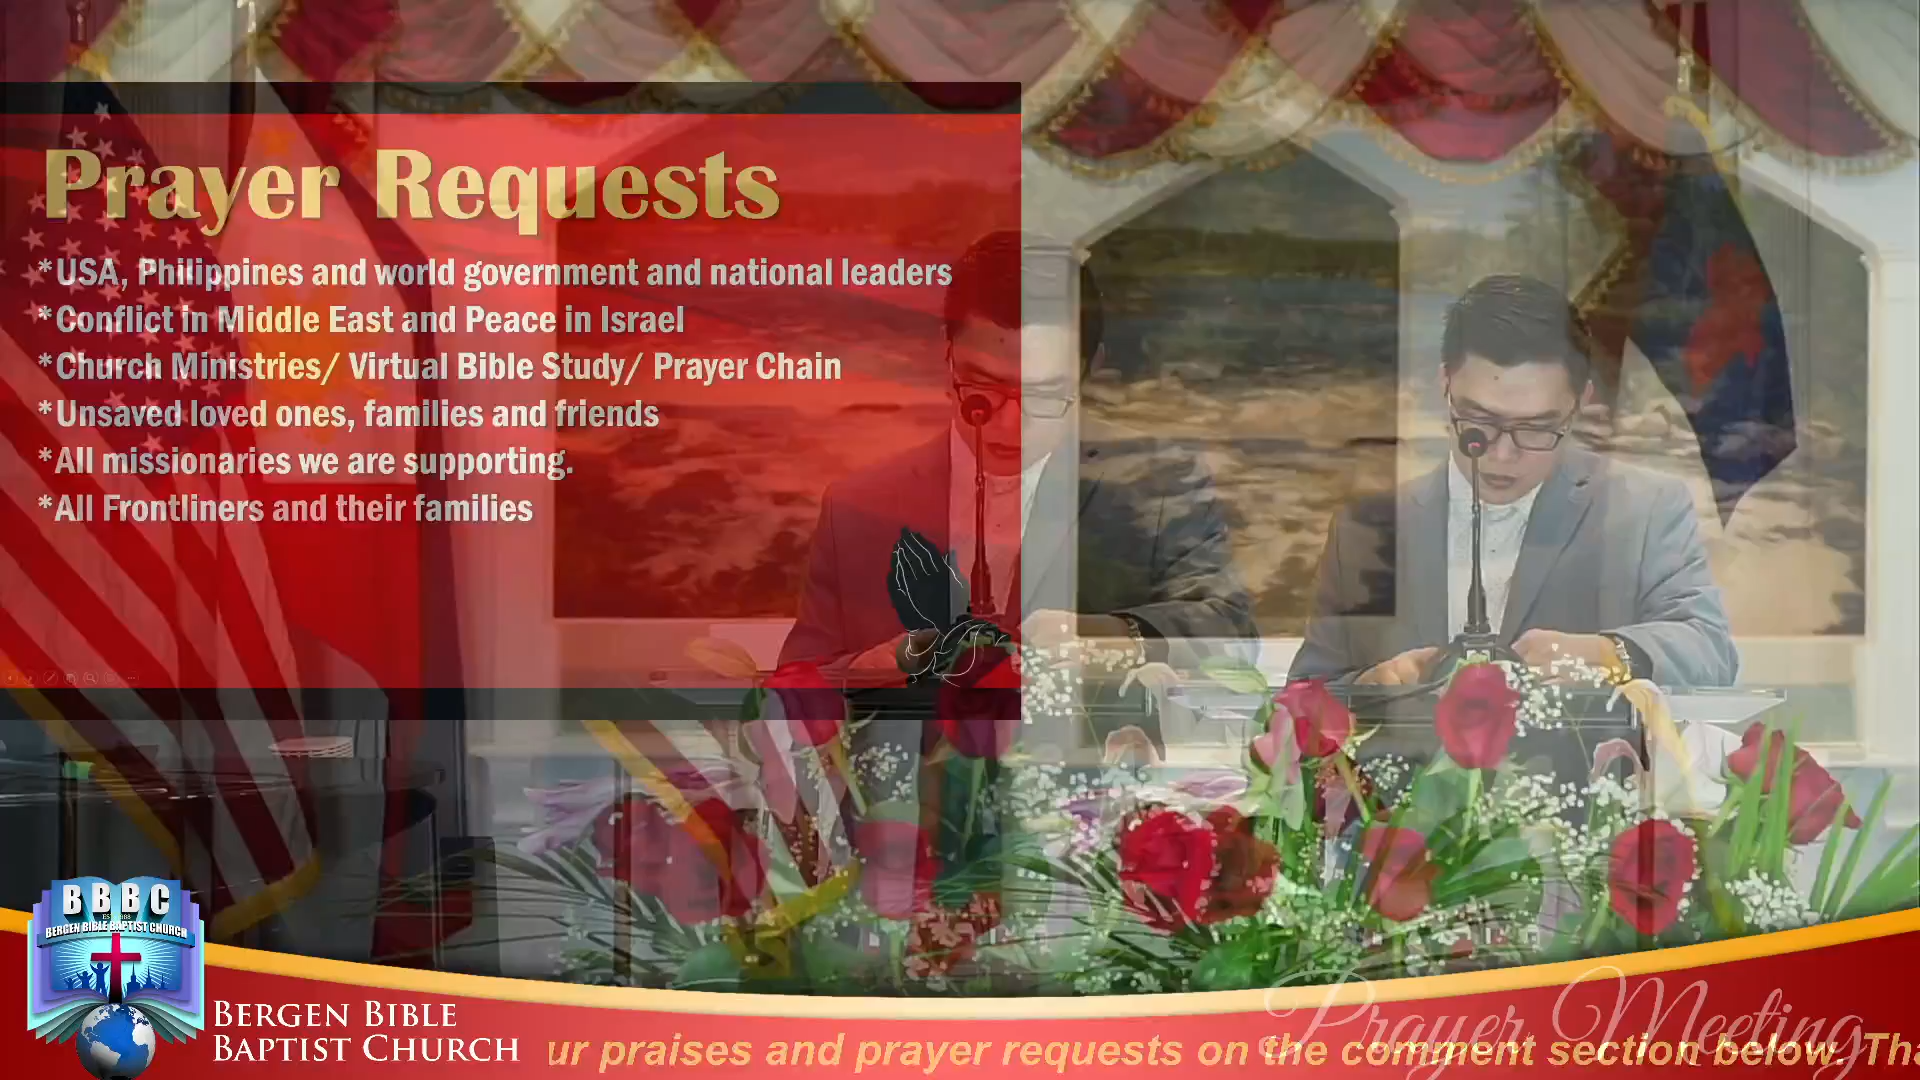 Prayer Requests
*USA, Philippines and world government and national leaders
*Conflict in Middle East and Peace in Israel
*Church Ministries/ Virtual Bible Study/ Prayer Chain
*Unsaved loved ones, families and friends
*All missionaries we are supporting.
*All Frontliners and their families
BBBC
BERGEN BIBLE BAPTIST CHURCH
BERGEN BIBLE
BAPTIST CHURCH
Prayer Meeting
ur praises and prayer requests on the comment section below. Tha